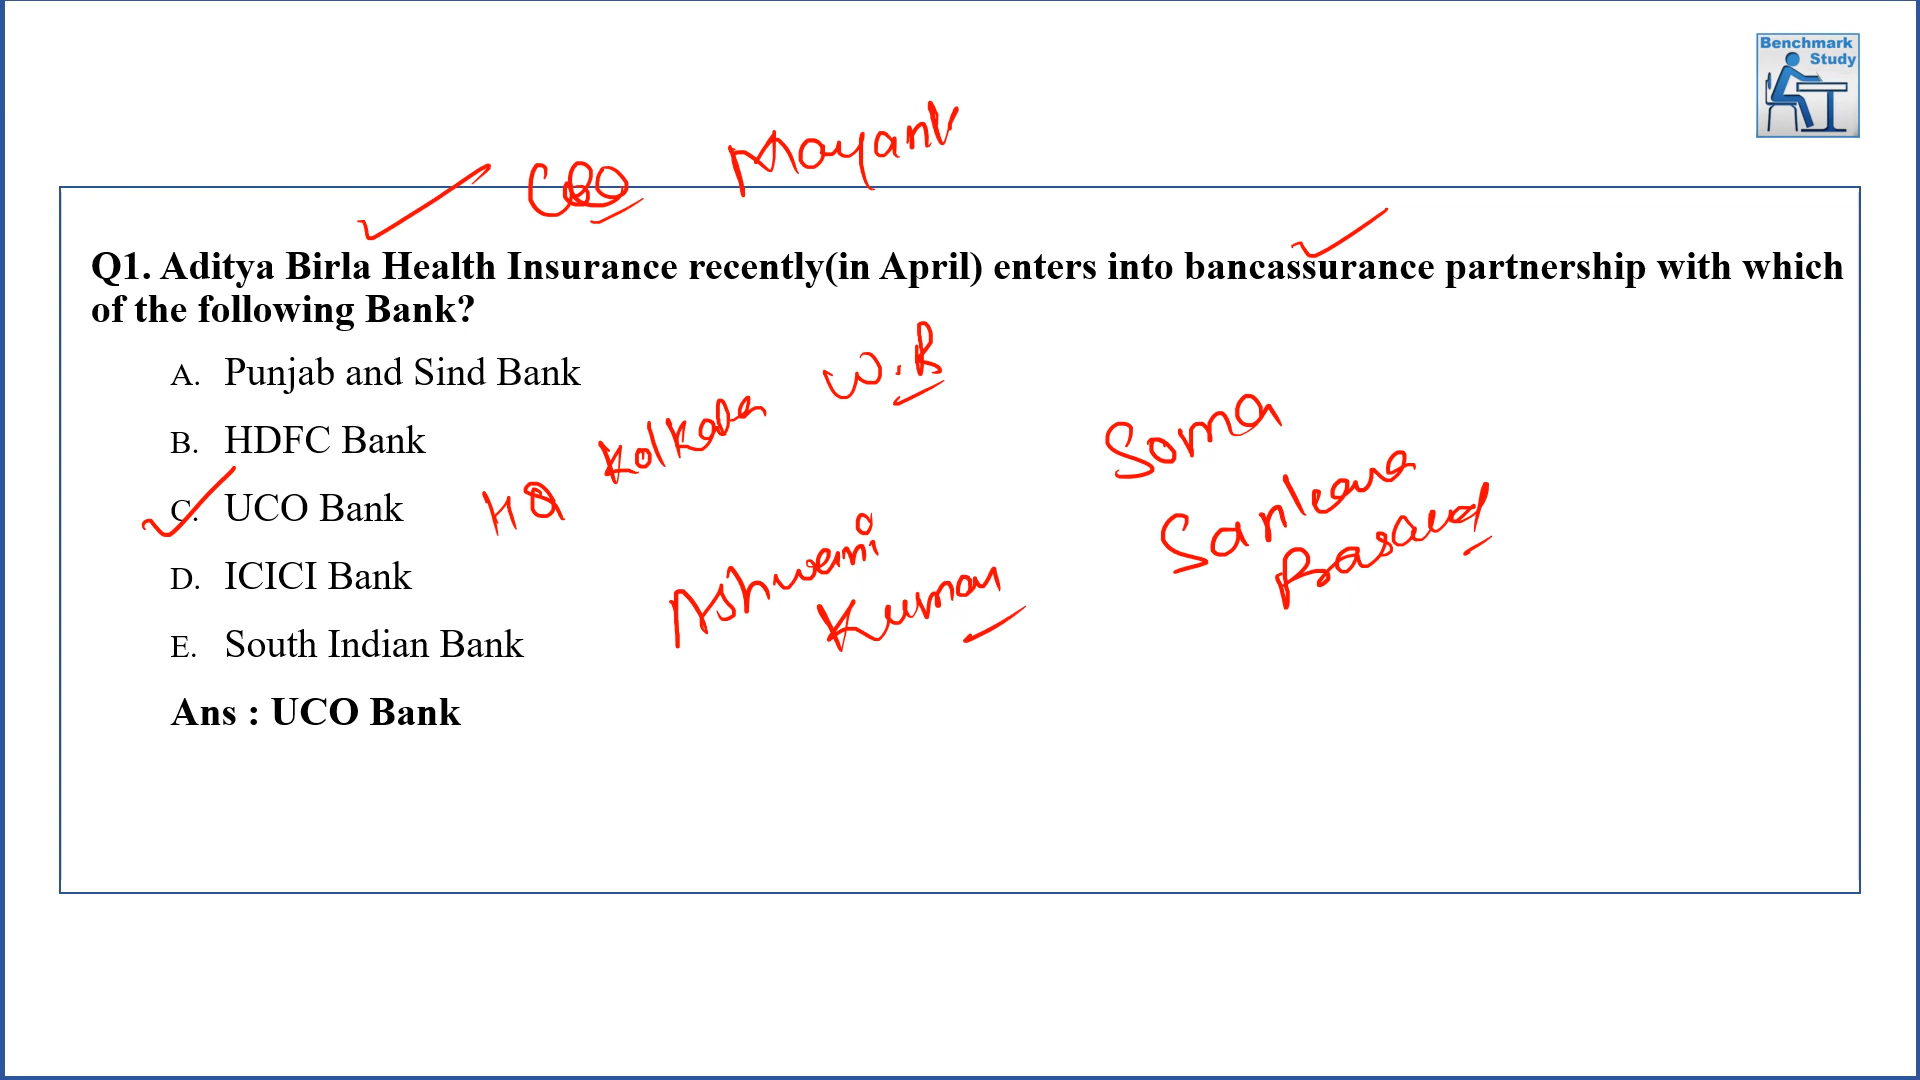 Benchmark
Study
CEO Mayank
Q1. Aditya Birla Health Insurance recently(in April) enters into bancassurance partnership with which
of the following Bank?
A. Punjab and Sind Bank
W.B
B. HDFC Bank
Kolkata
Soma
C. UCO Bank
HQ
Sankara
Prasad
D. ICICI Bank
Ashwani
Kumar
E. South Indian Bank
Ans : UCO Bank